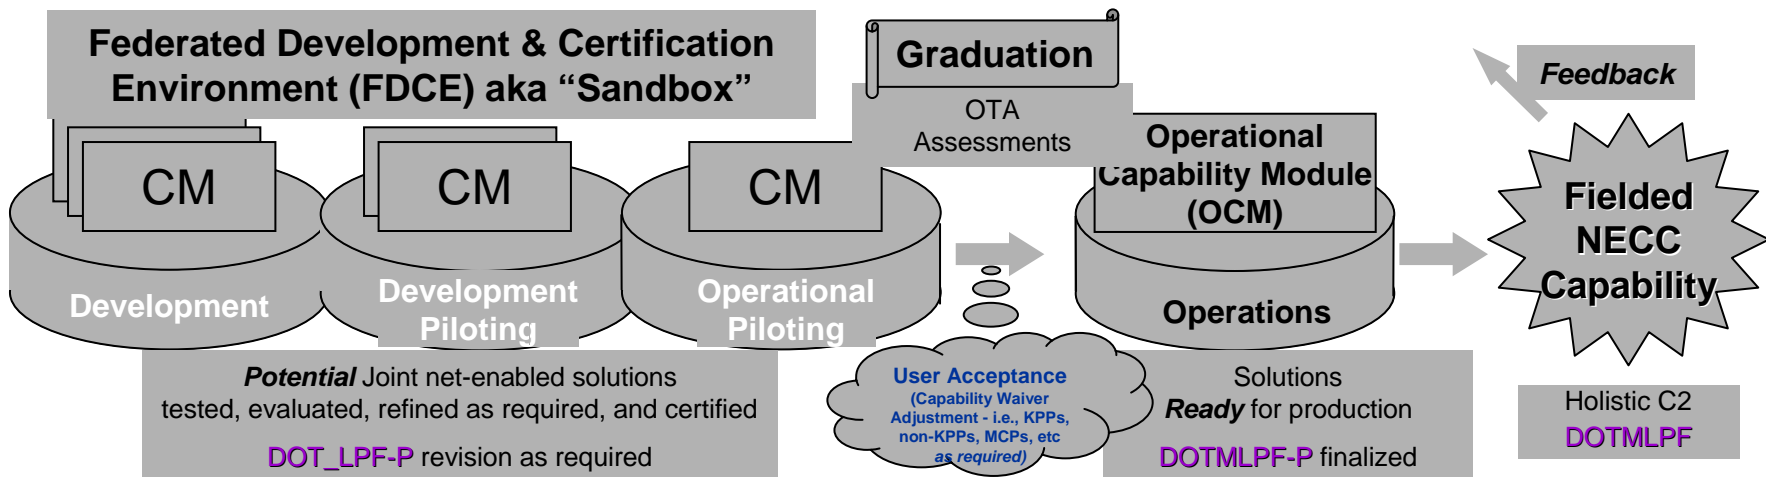 Federated Development & Certification
Environment (FDCE) aka “Sandbox”
Graduation
OTA
Assessments
Feedback
CM
CM
CM
Operational
Capability Module
(OCM)
Fielded
NECC
Capability
Development
Development
Piloting
Operational
Piloting
Operations
Potential Joint net-enabled solutions
tested, evaluated, refined as required, and certified
DOT_LPF-P revision as required
User Acceptance
(Capability Waiver
Adjustment - i.e., KPPs,
non-KPPs, MCPs, etc
as required)
Solutions
Ready for production
DOTMLPF-P finalized
Holistic C2
DOTMLPF